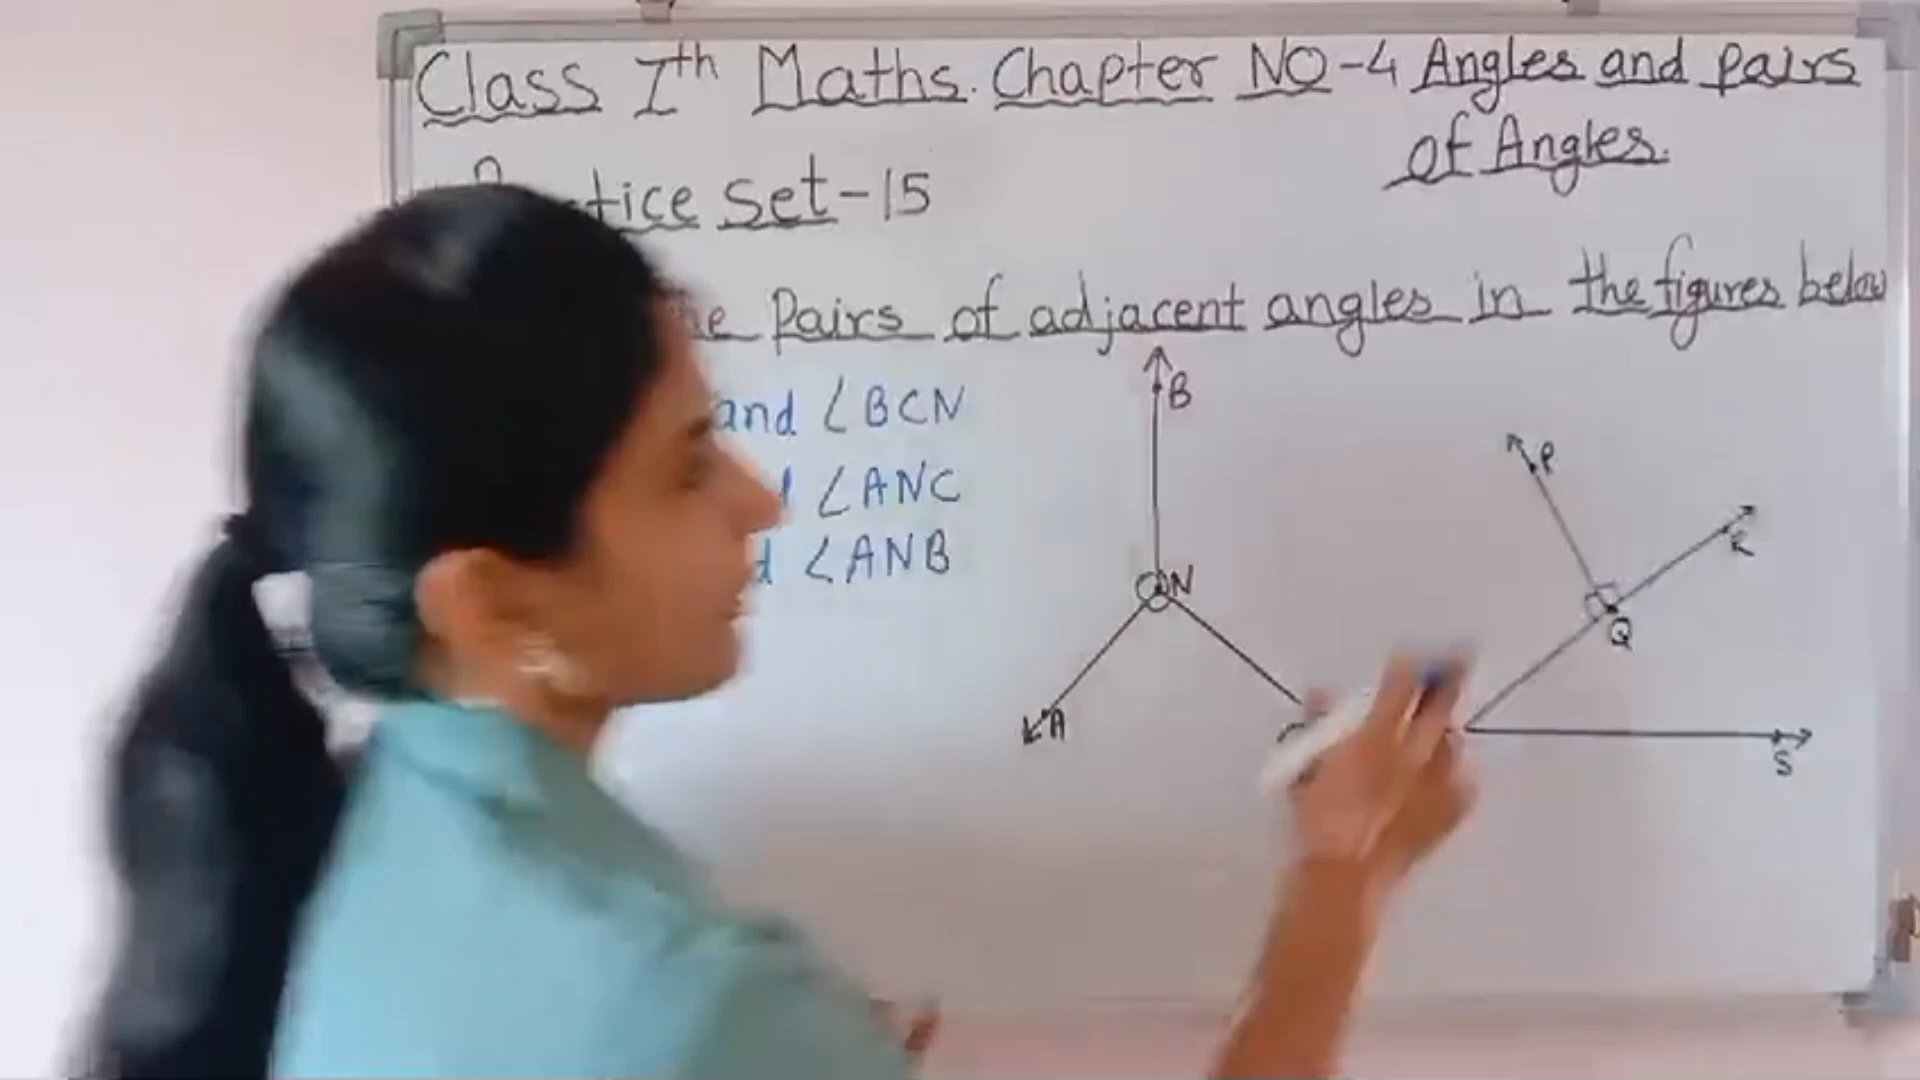 Class Ith Maths. Chapter NO-4 Angles and pairs
of Angles.
set-15
Pairs of adjacent angles in the figures below
and ∠BCN
∠ANC
∠ANB
B
P
R
N
Q
A
S